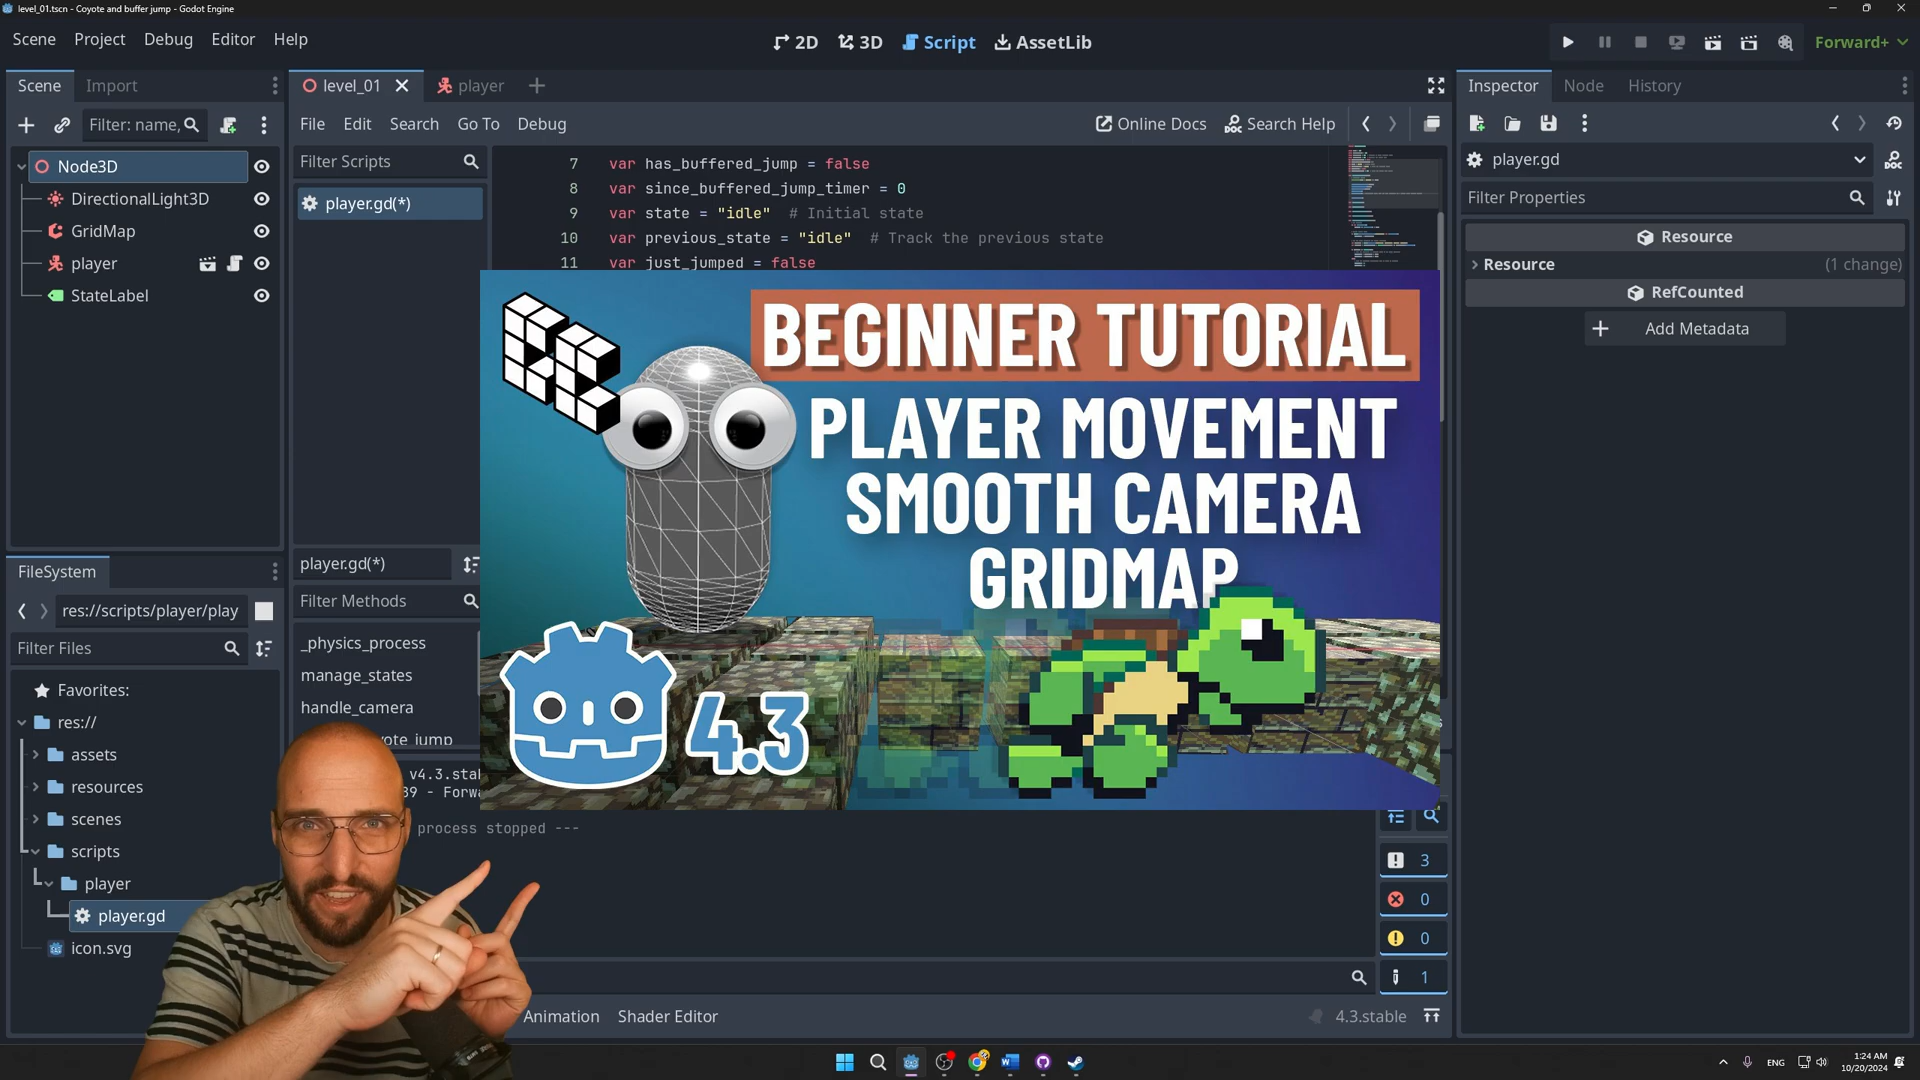 level_01.tscn - Coyote and buffer jump - Godot Engine
Scene Project Debug Editor Help
2D 3D Script AssetLib
Forward+
Scene Import
level_01 player
Inspector Node History
Filter: name,
File Edit Search Go To Debug
Online Docs Search Help
Node3D
DirectionalLight3D
GridMap
player
StateLabel
Filter Scripts
player.gd(*)
7 var has_buffered_jump = false
8 var since_buffered_jump_timer = 0
9 var state = "idle" # Initial state
10 var previous_state = "idle" # Track the previous state
11 var just_jumped = false
player.gd
Filter Properties
Resource
Resource (1 change)
RefCounted
Add Metadata
BEGINNER TUTORIAL
PLAYER MOVEMENT
SMOOTH CAMERA
GRIDMAP
4.3
FileSystem
res://scripts/player/play
Filter Files
Favorites:
res://
assets
resources
scenes
scripts
player
player.gd
icon.svg
player.gd(*)
Filter Methods
_physics_process
manage_states
handle_camera
ote_jump
v4.3.sta
39 - Forw
process stopped ---
3
0
0
1
Animation Shader Editor
4.3.stable
ENG
1:24 AM
10/20/2024